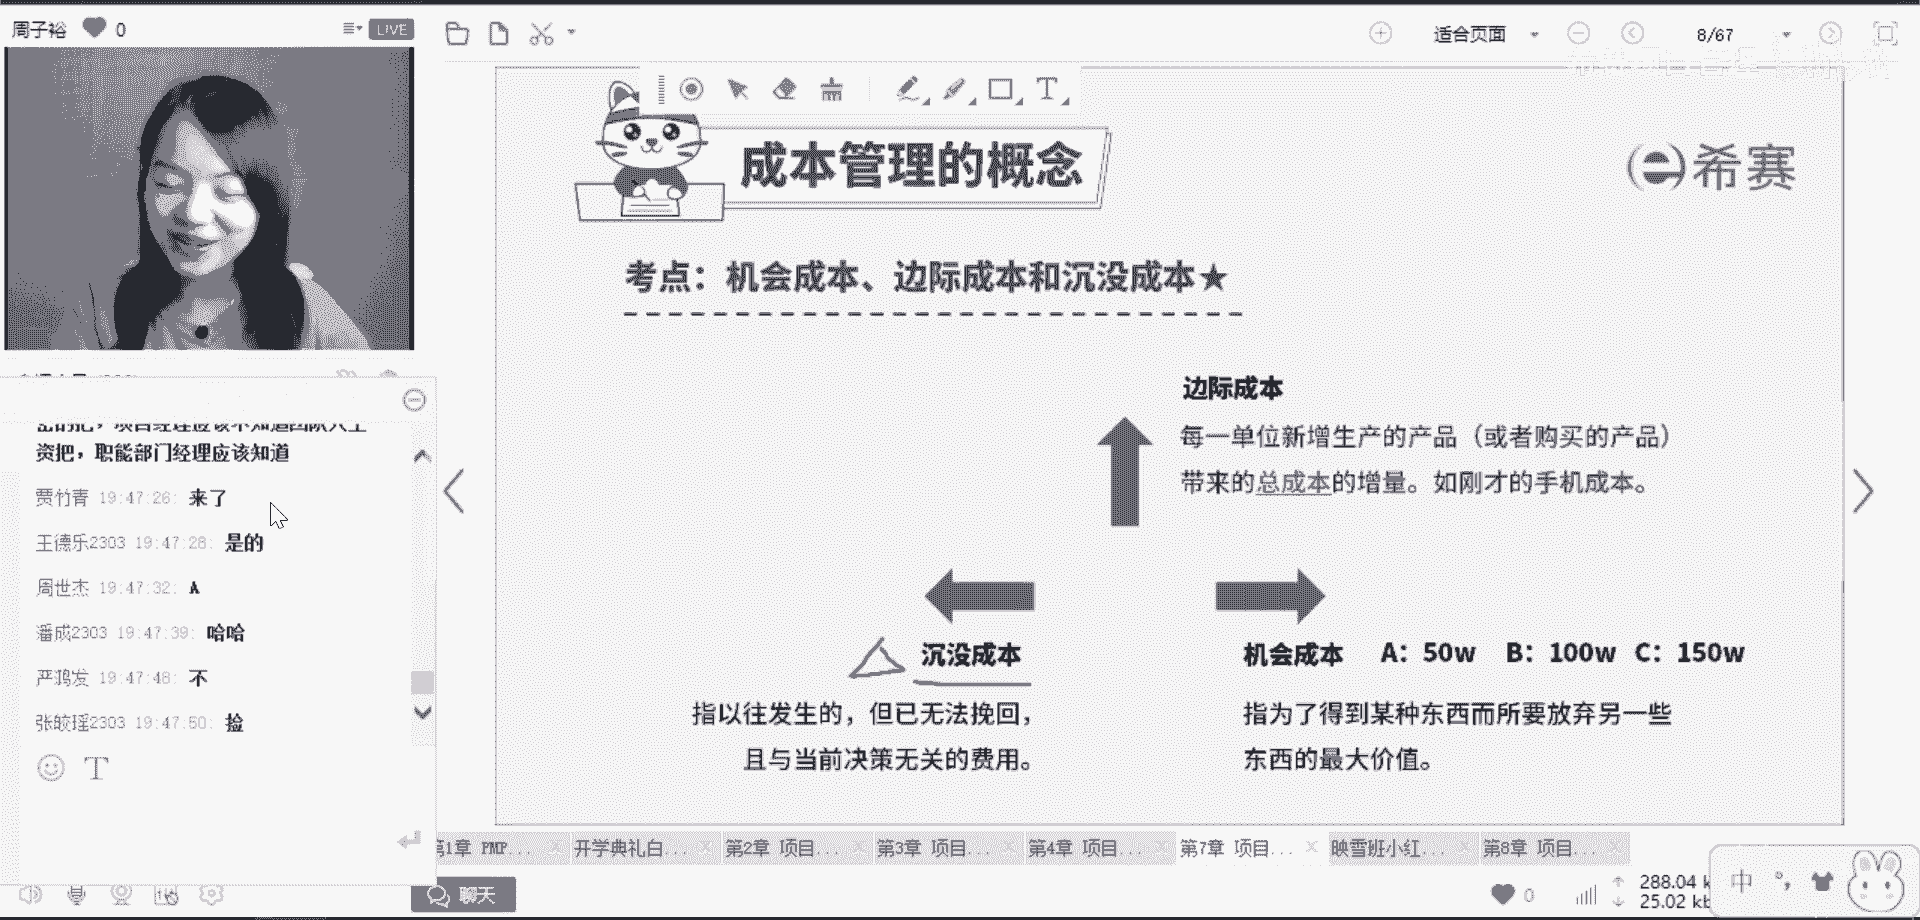 周子裕 0 LIVE
适合页面 8/67
成本管理的概念
希赛
考点：机会成本、边际成本和沉没成本★
边际成本
每一单位新增生产的产品（或者购买的产品）
带来的总成本的增量。如刚才的手机成本。
沉没成本
指以往发生的，但已无法挽回，
且与当前决策无关的费用。
机会成本 A：50w B：100w C：150w
指为了得到某种东西而所要放弃另一些
东西的最大价值。
资把，职能部门经理应该知道
贾竹青 19:47:26: 来了
王德乐2303 19:47:28: 是的
周世杰 19:47:32: A
潘成2303 19:47:39: 哈哈
严鸿发 19:47:48: 不
张皎瑶2303 19:47:50: 捡
第1章 PMP... 开学典礼白... 第2章 项目... 第3章 项目... 第4章 项目... 第7章 项目... 映雪班小红... 第8章 项目...
聊天 0
288.04 k
25.02 kb
中